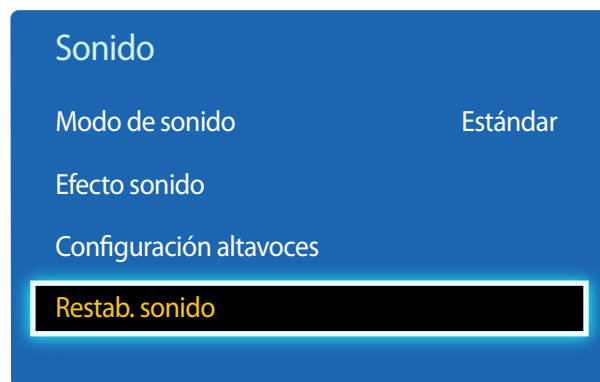 Sonido
Modo de sonido Estándar
Efecto sonido
Configuración altavoces
Restab. sonido